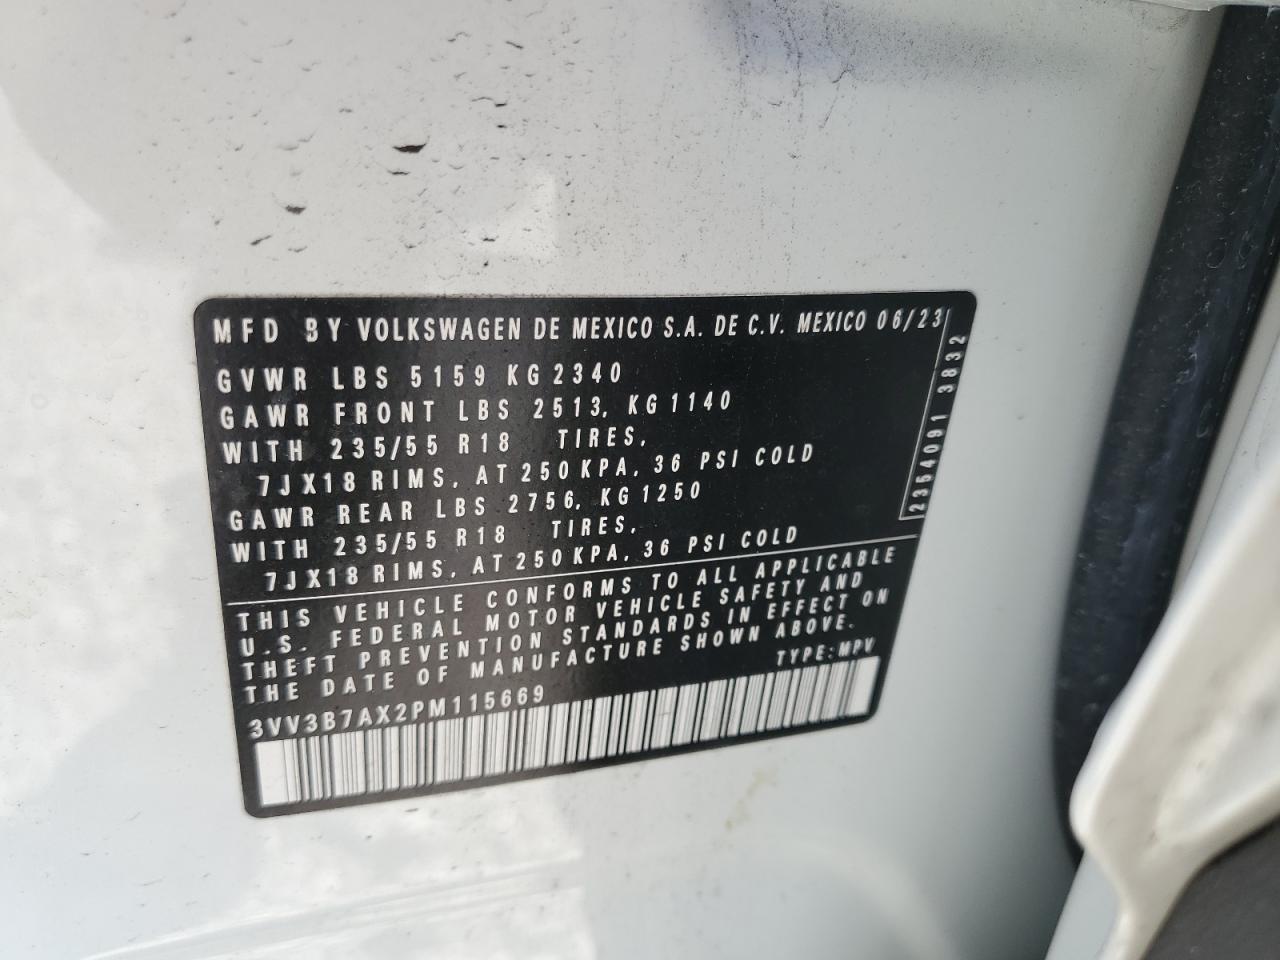 MFD BY VOLKSWAGEN DE MEXICO S.A. DE C.V. MEXICO 06/23
GVWR LBS 5159 KG 2340
GAWR FRONT LBS 2513, KG 1140
WITH 235/55 R18 TIRES,
7JX18 RIMS, AT 250 KPA, 36 PSI COLD
GAWR REAR LBS 2756, KG 1250
WITH 235/55 R18 TIRES,
7JX18 RIMS, AT 250 KPA, 36 PSI COLD
2354091 3832
THIS VEHICLE CONFORMS TO ALL APPLICABLE
U.S. FEDERAL MOTOR VEHICLE SAFETY AND
THEFT PREVENTION STANDARDS IN EFFECT ON
THE DATE OF MANUFACTURE SHOWN ABOVE.
3VV3B7AX2PM115669 TYPE: MPV